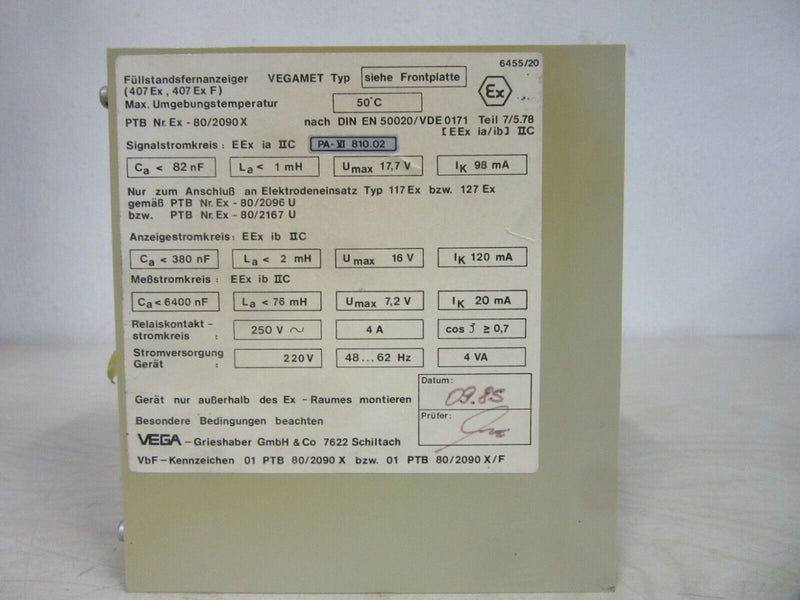 6455/20
Füllstandsfernanzeiger VEGAMET Typ siehe Frontplatte
(407 Ex, 407 Ex F)
Max. Umgebungstemperatur 50°C
Ex
PTB Nr. Ex - 80/2090 X nach DIN EN 50020/VDE 0171 Teil 7/5.78
[EEx ia/ib] IIC
Signalstromkreis: EEx ia IIC PA-VI 810.02
Ca < 82 nF La < 1 mH Umax 17,7 V IK 98 mA
Nur zum Anschluß an Elektrodeneinsatz Typ 117 Ex bzw. 127 Ex
gemäß PTB Nr. Ex - 80/2096 U
bzw. PTB Nr. Ex - 80/2167 U
Anzeigestromkreis: EEx ib IIC
Ca < 380 nF La < 2 mH Umax 16 V IK 120 mA
Meßstromkreis: EEx ib IIC
Ca < 6400 nF La < 76 mH Umax 7,2 V IK 20 mA
Relaiskontakt-
stromkreis : 250 V ~ 4 A cos ϑ ≥ 0,7
Stromversorgung
Gerät : 220 V 48...62 Hz 4 VA
Gerät nur außerhalb des Ex - Raumes montieren
Besondere Bedingungen beachten
Datum: 09.85
Prüfer:
VEGA - Grieshaber GmbH & Co 7622 Schiltach
VbF - Kennzeichen 01 PTB 80/2090 X bzw. 01 PTB 80/2090 X/F